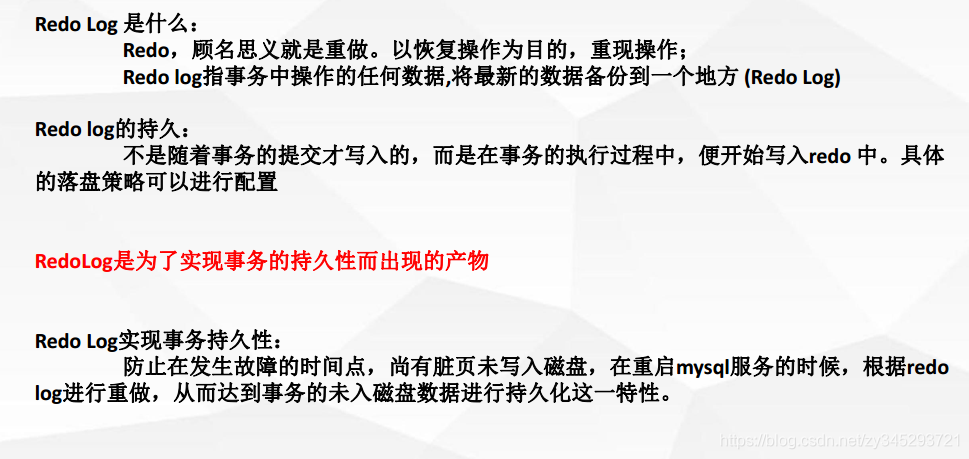 Redo Log 是什么：
Redo，顾名思义就是重做。以恢复操作为目的，重现操作；
Redo log指事务中操作的任何数据,将最新的数据备份到一个地方 (Redo Log)
Redo log的持久：
不是随着事务的提交才写入的，而是在事务的执行过程中，便开始写入redo 中。具体
的落盘策略可以进行配置
RedoLog是为了实现事务的持久性而出现的产物
Redo Log实现事务持久性：
防止在发生故障的时间点，尚有脏页未写入磁盘，在重启mysql服务的时候，根据redo
log进行重做，从而达到事务的未入磁盘数据进行持久化这一特性。
https://blog.csdn.net/zy345293721